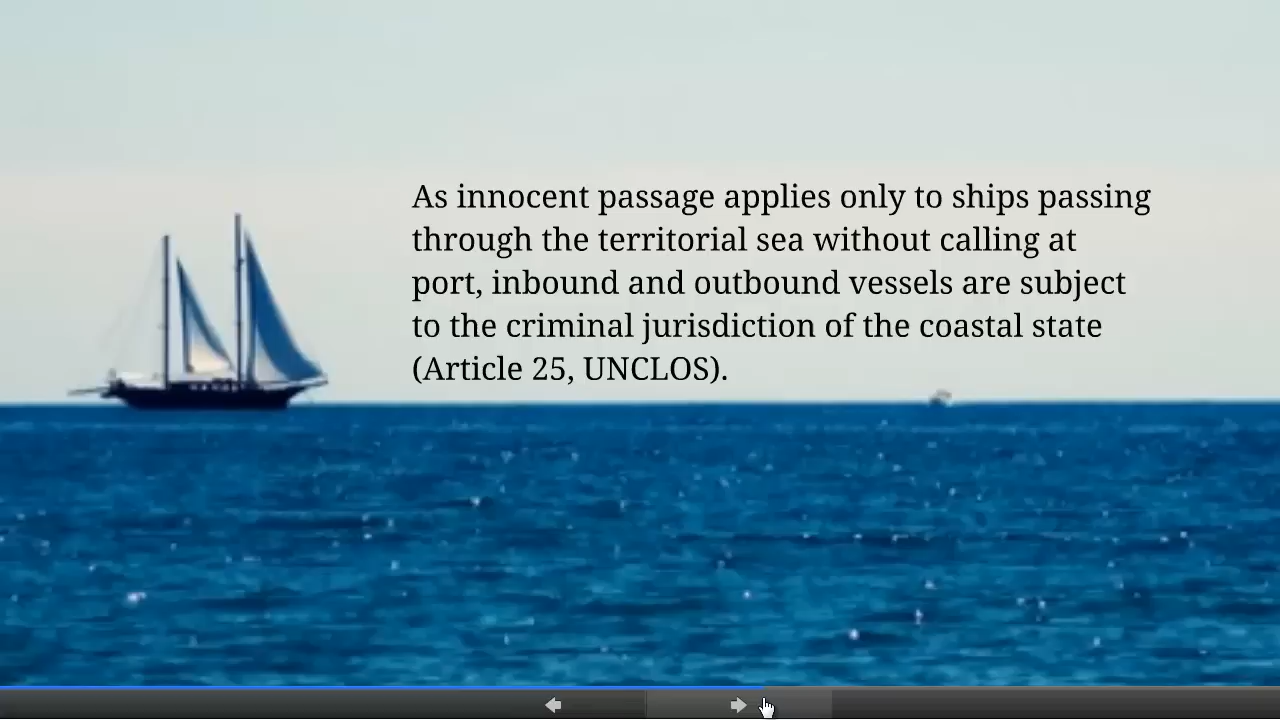 As innocent passage applies only to ships passing
through the territorial sea without calling at
port, inbound and outbound vessels are subject
to the criminal jurisdiction of the coastal state
(Article 25, UNCLOS).